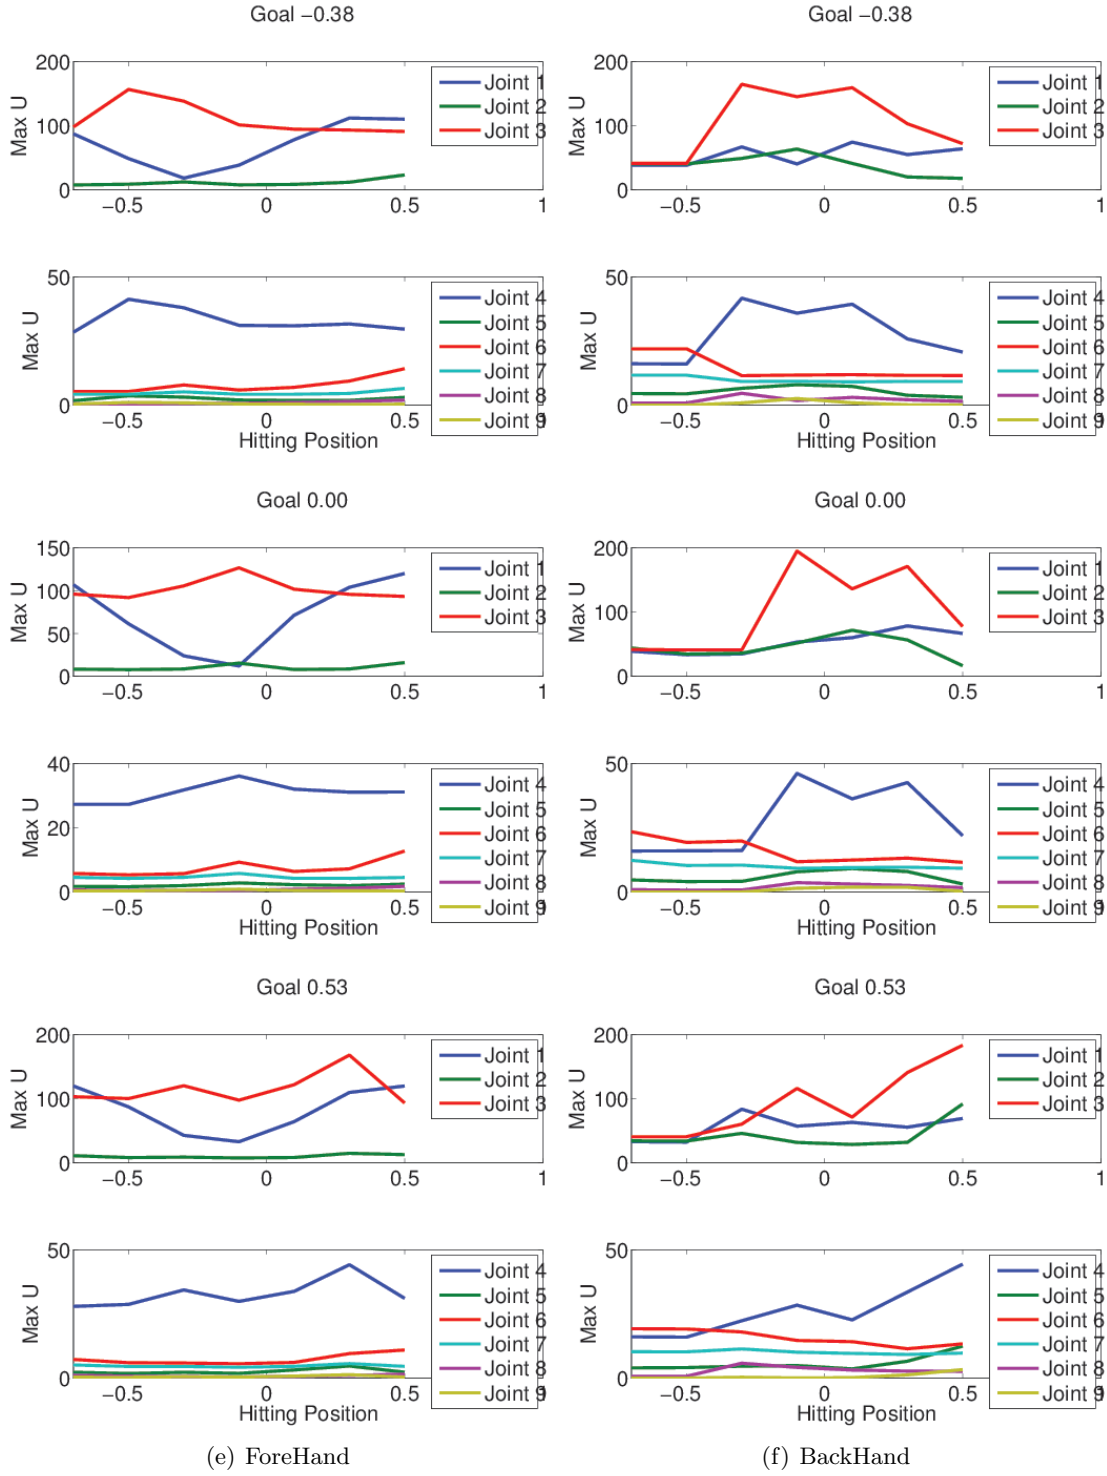 Goal −0.38
Goal −0.38
200
100
0
Max U
−0.5
0
0.5
1
Joint 1
Joint 2
Joint 3
200
100
0
Max U
−0.5
0
0.5
1
Joint 1
Joint 2
Joint 3
50
0
Max U
−0.5
0
0.5
Hitting Position
Joint 4
Joint 5
Joint 6
Joint 7
Joint 8
Joint 9
50
0
Max U
−0.5
0
0.5
Hitting Position
Joint 4
Joint 5
Joint 6
Joint 7
Joint 8
Joint 9
Goal 0.00
Goal 0.00
150
100
50
0
Max U
−0.5
0
0.5
1
Joint 1
Joint 2
Joint 3
200
100
0
Max U
−0.5
0
0.5
1
Joint 1
Joint 2
Joint 3
40
20
0
Max U
−0.5
0
0.5
Hitting Position
Joint 4
Joint 5
Joint 6
Joint 7
Joint 8
Joint 9
50
0
Max U
−0.5
0
0.5
Hitting Position
Joint 4
Joint 5
Joint 6
Joint 7
Joint 8
Joint 9
Goal 0.53
Goal 0.53
200
100
0
Max U
−0.5
0
0.5
1
Joint 1
Joint 2
Joint 3
200
100
0
Max U
−0.5
0
0.5
1
Joint 1
Joint 2
Joint 3
50
0
Max U
−0.5
0
0.5
Hitting Position
Joint 4
Joint 5
Joint 6
Joint 7
Joint 8
Joint 9
50
0
Max U
−0.5
0
0.5
Hitting Position
Joint 4
Joint 5
Joint 6
Joint 7
Joint 8
Joint 9
(e) ForeHand
(f) BackHand